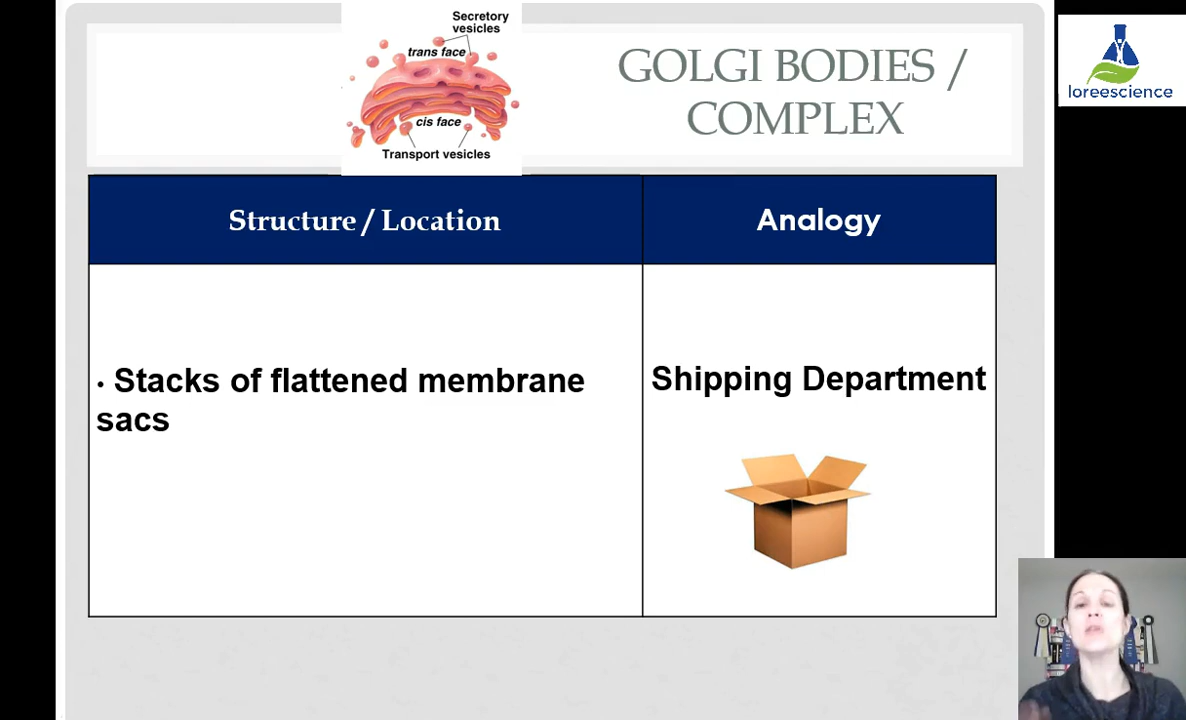 Secretory
vesicles
trans face
cis face
Transport vesicles
GOLGI BODIES /
COMPLEX
loreescience
Structure / Location
Analogy
• Stacks of flattened membrane
sacs
Shipping Department